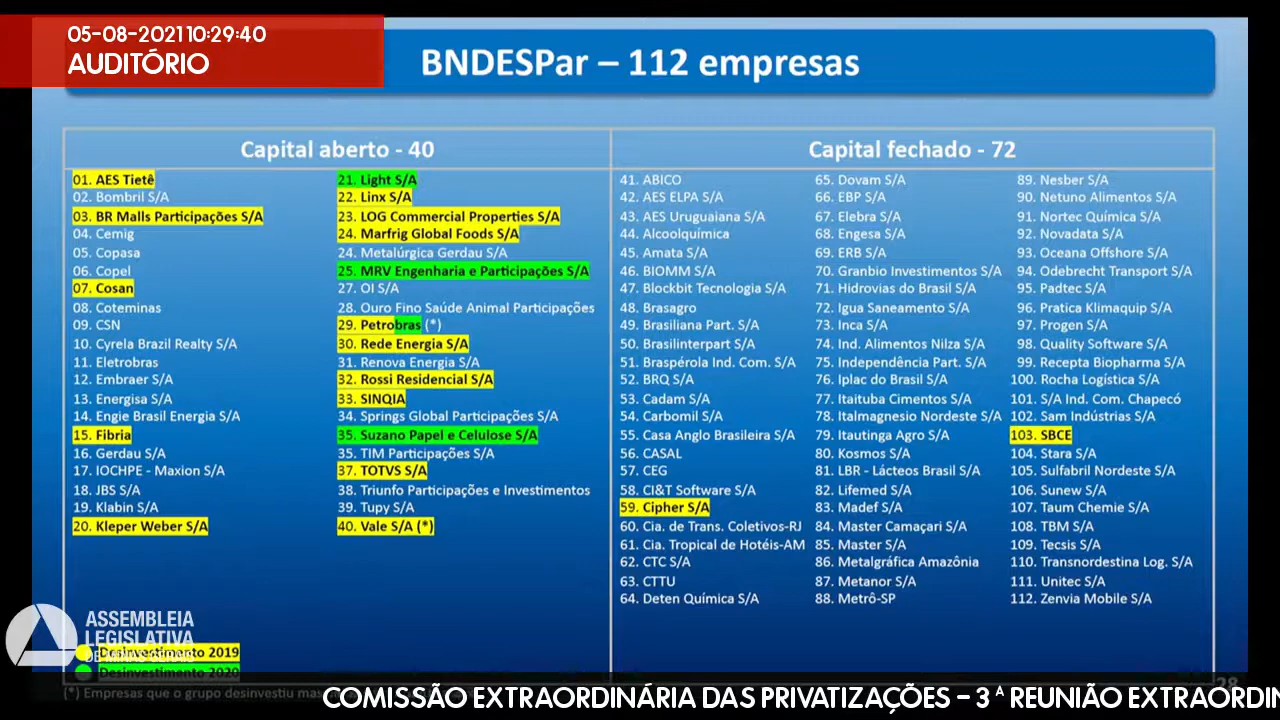 05-08-2021 10:29:40
AUDITÓRIO
BNDESPar – 112 empresas
Capital aberto - 40
01. AES Tietê
02. Bombril S/A
03. BR Malls Participações S/A
04. Cemig
05. Copasa
06. Copel
07. Cosan
08. Coteminas
09. CSN
10. Cyrela Brazil Realty S/A
11. Eletrobras
12. Embraer S/A
13. Energisa S/A
14. Engie Brasil Energia S/A
15. Fibria
16. Gerdau S/A
17. IOCHPE - Maxion S/A
18. JBS S/A
19. Klabin S/A
20. Kleper Weber S/A
21. Light S/A
22. Linx S/A
23. LOG Commercial Properties S/A
24. Marfrig Global Foods S/A
24. Metalúrgica Gerdau S/A
25. MRV Engenharia e Participações S/A
27. OI S/A
28. Ouro Fino Saúde Animal Participações
29. Petrobras (*)
30. Rede Energia S/A
31. Renova Energia S/A
32. Rossi Residencial S/A
33. SINQIA
34. Springs Global Participações S/A
35. Suzano Papel e Celulose S/A
35. TIM Participações S/A
37. TOTVS S/A
38. Triunfo Participações e Investimentos
39. Tupy S/A
40. Vale S/A (*)
Capital fechado - 72
41. ABICO
42. AES ELPA S/A
43. AES Uruguaiana S/A
44. Alcoolquímica
45. Amata S/A
46. BIOMM S/A
47. Blockbit Tecnologia S/A
48. Brasagro
49. Brasiliana Part. S/A
50. Brasilinterpart S/A
51. Braspérola Ind. Com. S/A
52. BRQ S/A
53. Cadam S/A
54. Carbomil S/A
55. Casa Anglo Brasileira S/A
56. CASAL
57. CEG
58. CI&T Software S/A
59. Cipher S/A
60. Cia. de Trans. Coletivos-RJ
61. Cia. Tropical de Hotéis-AM
62. CTC S/A
63. CTTU
64. Deten Química S/A
65. Dovam S/A
66. EBP S/A
67. Elebra S/A
68. Engesa S/A
69. ERB S/A
70. Granbio Investimentos S/A
71. Hidrovias do Brasil S/A
72. Igua Saneamento S/A
73. Inca S/A
74. Ind. Alimentos Nilza S/A
75. Independência Part. S/A
76. Iplac do Brasil S/A
77. Itaituba Cimentos S/A
78. Italmagnesio Nordeste S/A
79. Itautinga Agro S/A
80. Kosmos S/A
81. LBR - Lácteos Brasil S/A
82. Lifemed S/A
83. Madef S/A
84. Master Camaçari S/A
85. Master S/A
86. Metalgráfica Amazônia
87. Metanor S/A
88. Metrô-SP
89. Nesber S/A
90. Netuno Alimentos S/A
91. Nortec Química S/A
92. Novadata S/A
93. Oceana Offshore S/A
94. Odebrecht Transport S/A
95. Padtec S/A
96. Pratica Klimaquip S/A
97. Progen S/A
98. Quality Software S/A
99. Recepta Biopharma S/A
100. Rocha Logística S/A
101. S/A Ind. Com. Chapecó
102. Sam Indústrias S/A
103. SBCE
104. Stara S/A
105. Sulfabril Nordeste S/A
106. Sunew S/A
107. Taum Chemie S/A
108. TBM S/A
109. Tecsis S/A
110. Transnordestina Log. S/A
111. Unitec S/A
112. Zenvia Mobile S/A
ASSEMBLEIA
LEGISLATIVA
DE MINAS GERAIS
Desinvestimento 2019
Desinvestimento 2020
(*) Empresas que o grupo desinvestiu mas
28
COMISSÃO EXTRAORDINÁRIA DAS PRIVATIZAÇÕES – 3ª REUNIÃO EXTRAORDIN